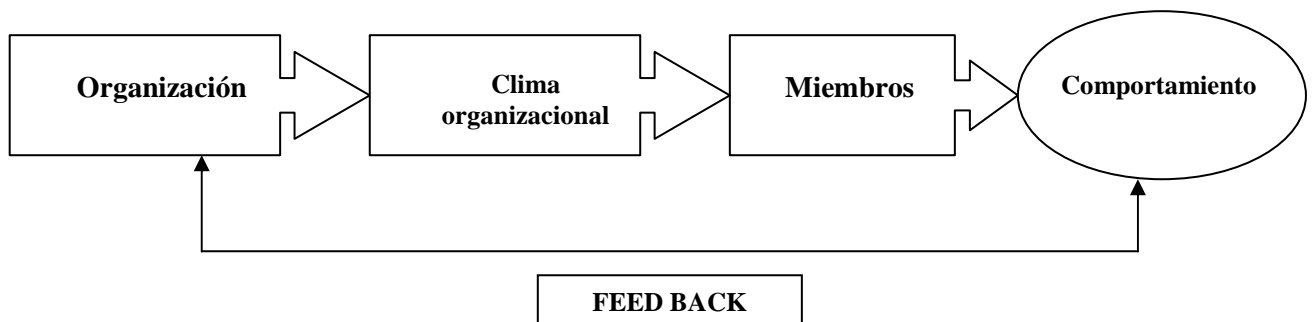 Organización
Clima
organizacional
Miembros
Comportamiento
FEED BACK